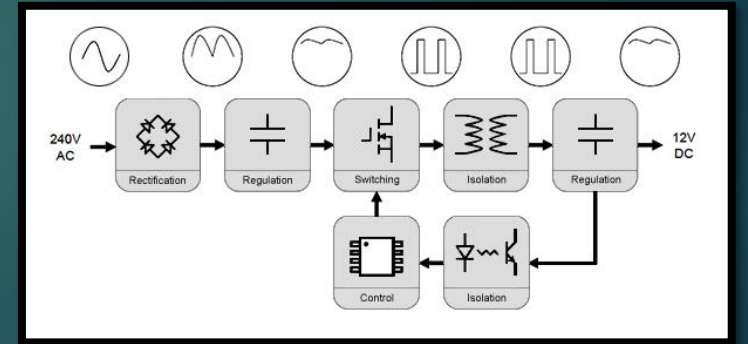 240V
AC
Rectification
Regulation
Switching
Isolation
Regulation
12V
DC
Control
Isolation